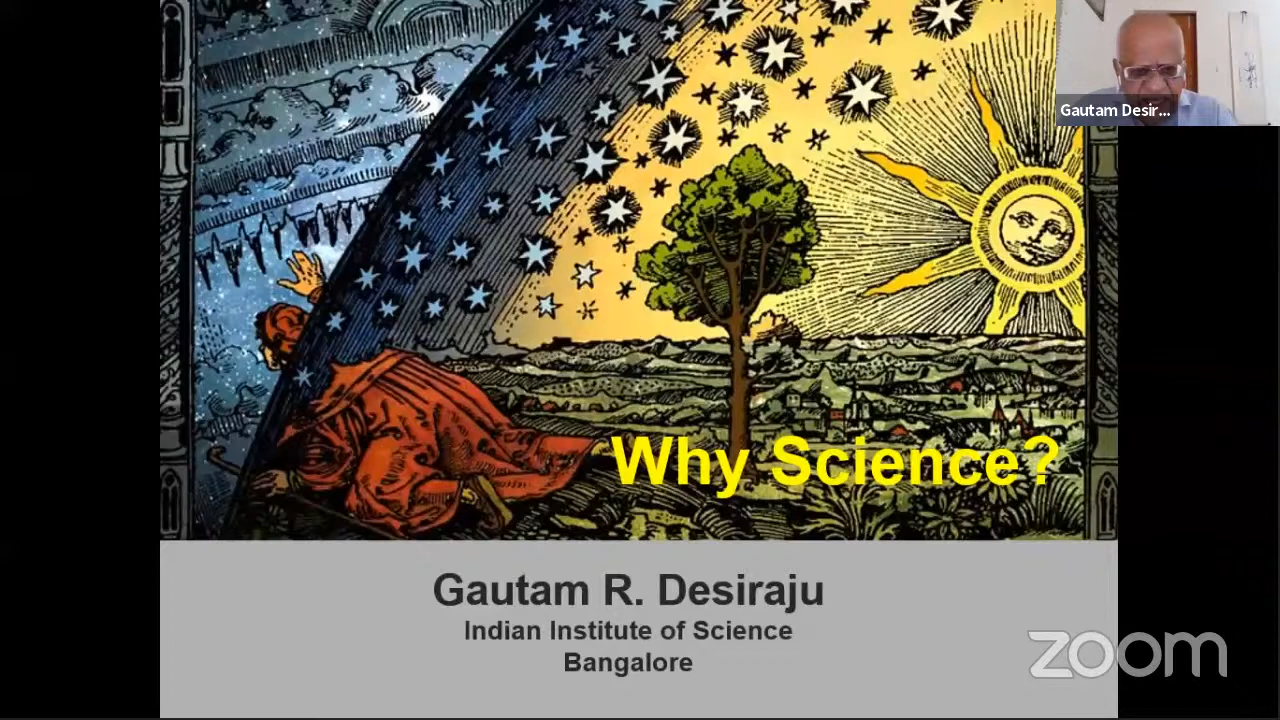 Gautam Desir...
Why Science?
Gautam R. Desiraju
Indian Institute of Science
Bangalore
zoom